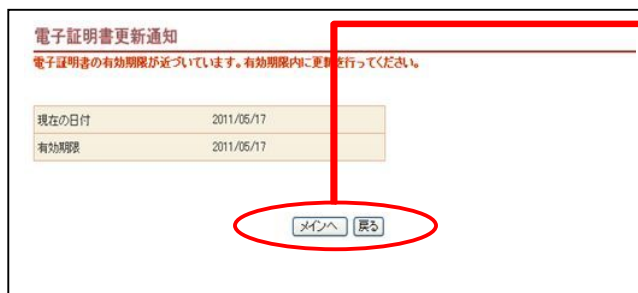 電子証明書更新通知
電子証明書の有効期限が近づいています。有効期限内に更新を行ってください。
現在の日付 2011/05/17
有効期限 2011/05/17
メインへ 戻る